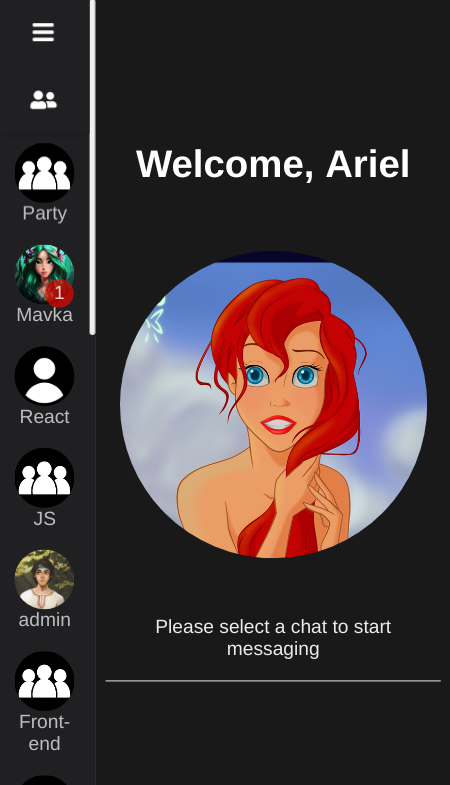 Welcome, Ariel
Party
1
Mavka
React
JS
admin
Front-
end
Please select a chat to start
messaging